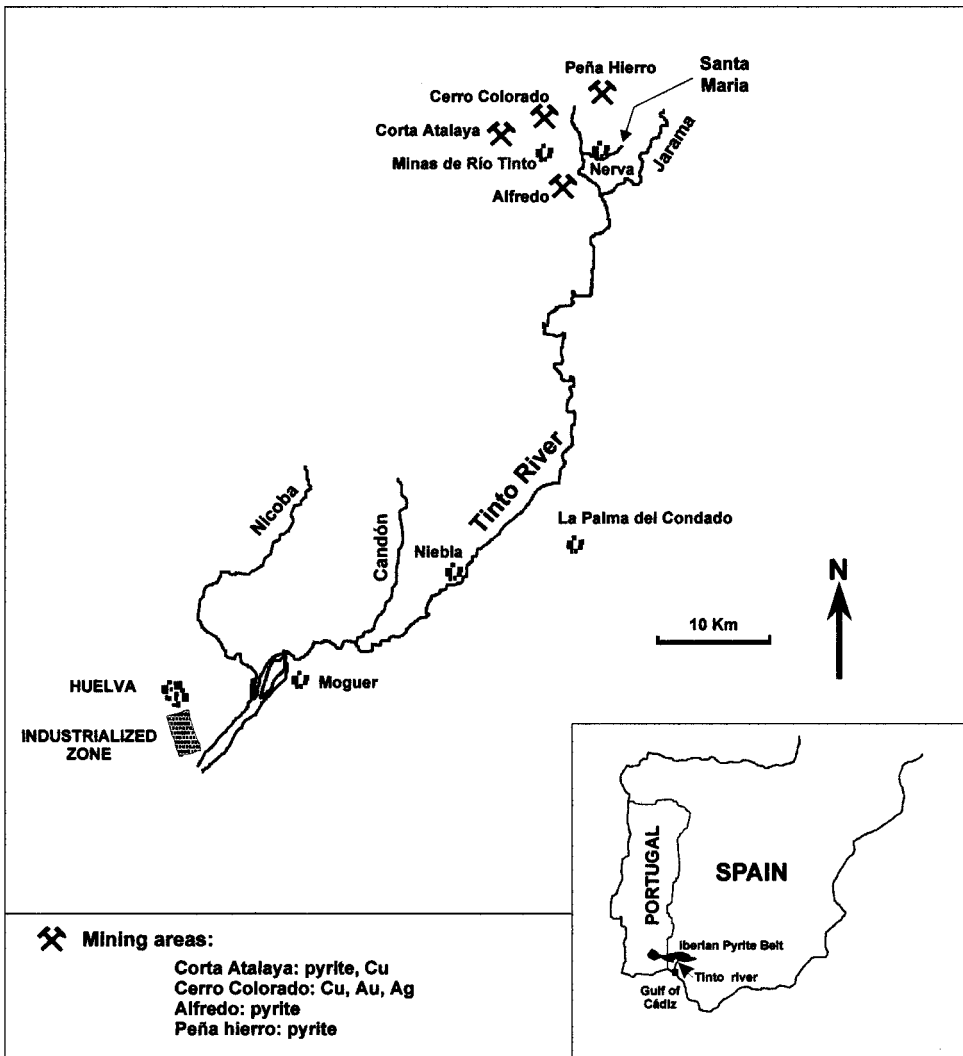 Peña Hierro
Santa
Maria
Cerro Colorado
Corta Atalaya
Minas de Río Tinto
Nerva
Jarama
Alfredo
Tinto River
Nicoba
Candón
La Palma del Condado
Niebla
N
10 Km
Moguer
HUELVA
INDUSTRIALIZED
ZONE
PORTUGAL
SPAIN
Iberian Pyrite Belt
Tinto river
Gulf of
Cádiz
Mining areas:
Corta Atalaya: pyrite, Cu
Cerro Colorado: Cu, Au, Ag
Alfredo: pyrite
Peña hierro: pyrite